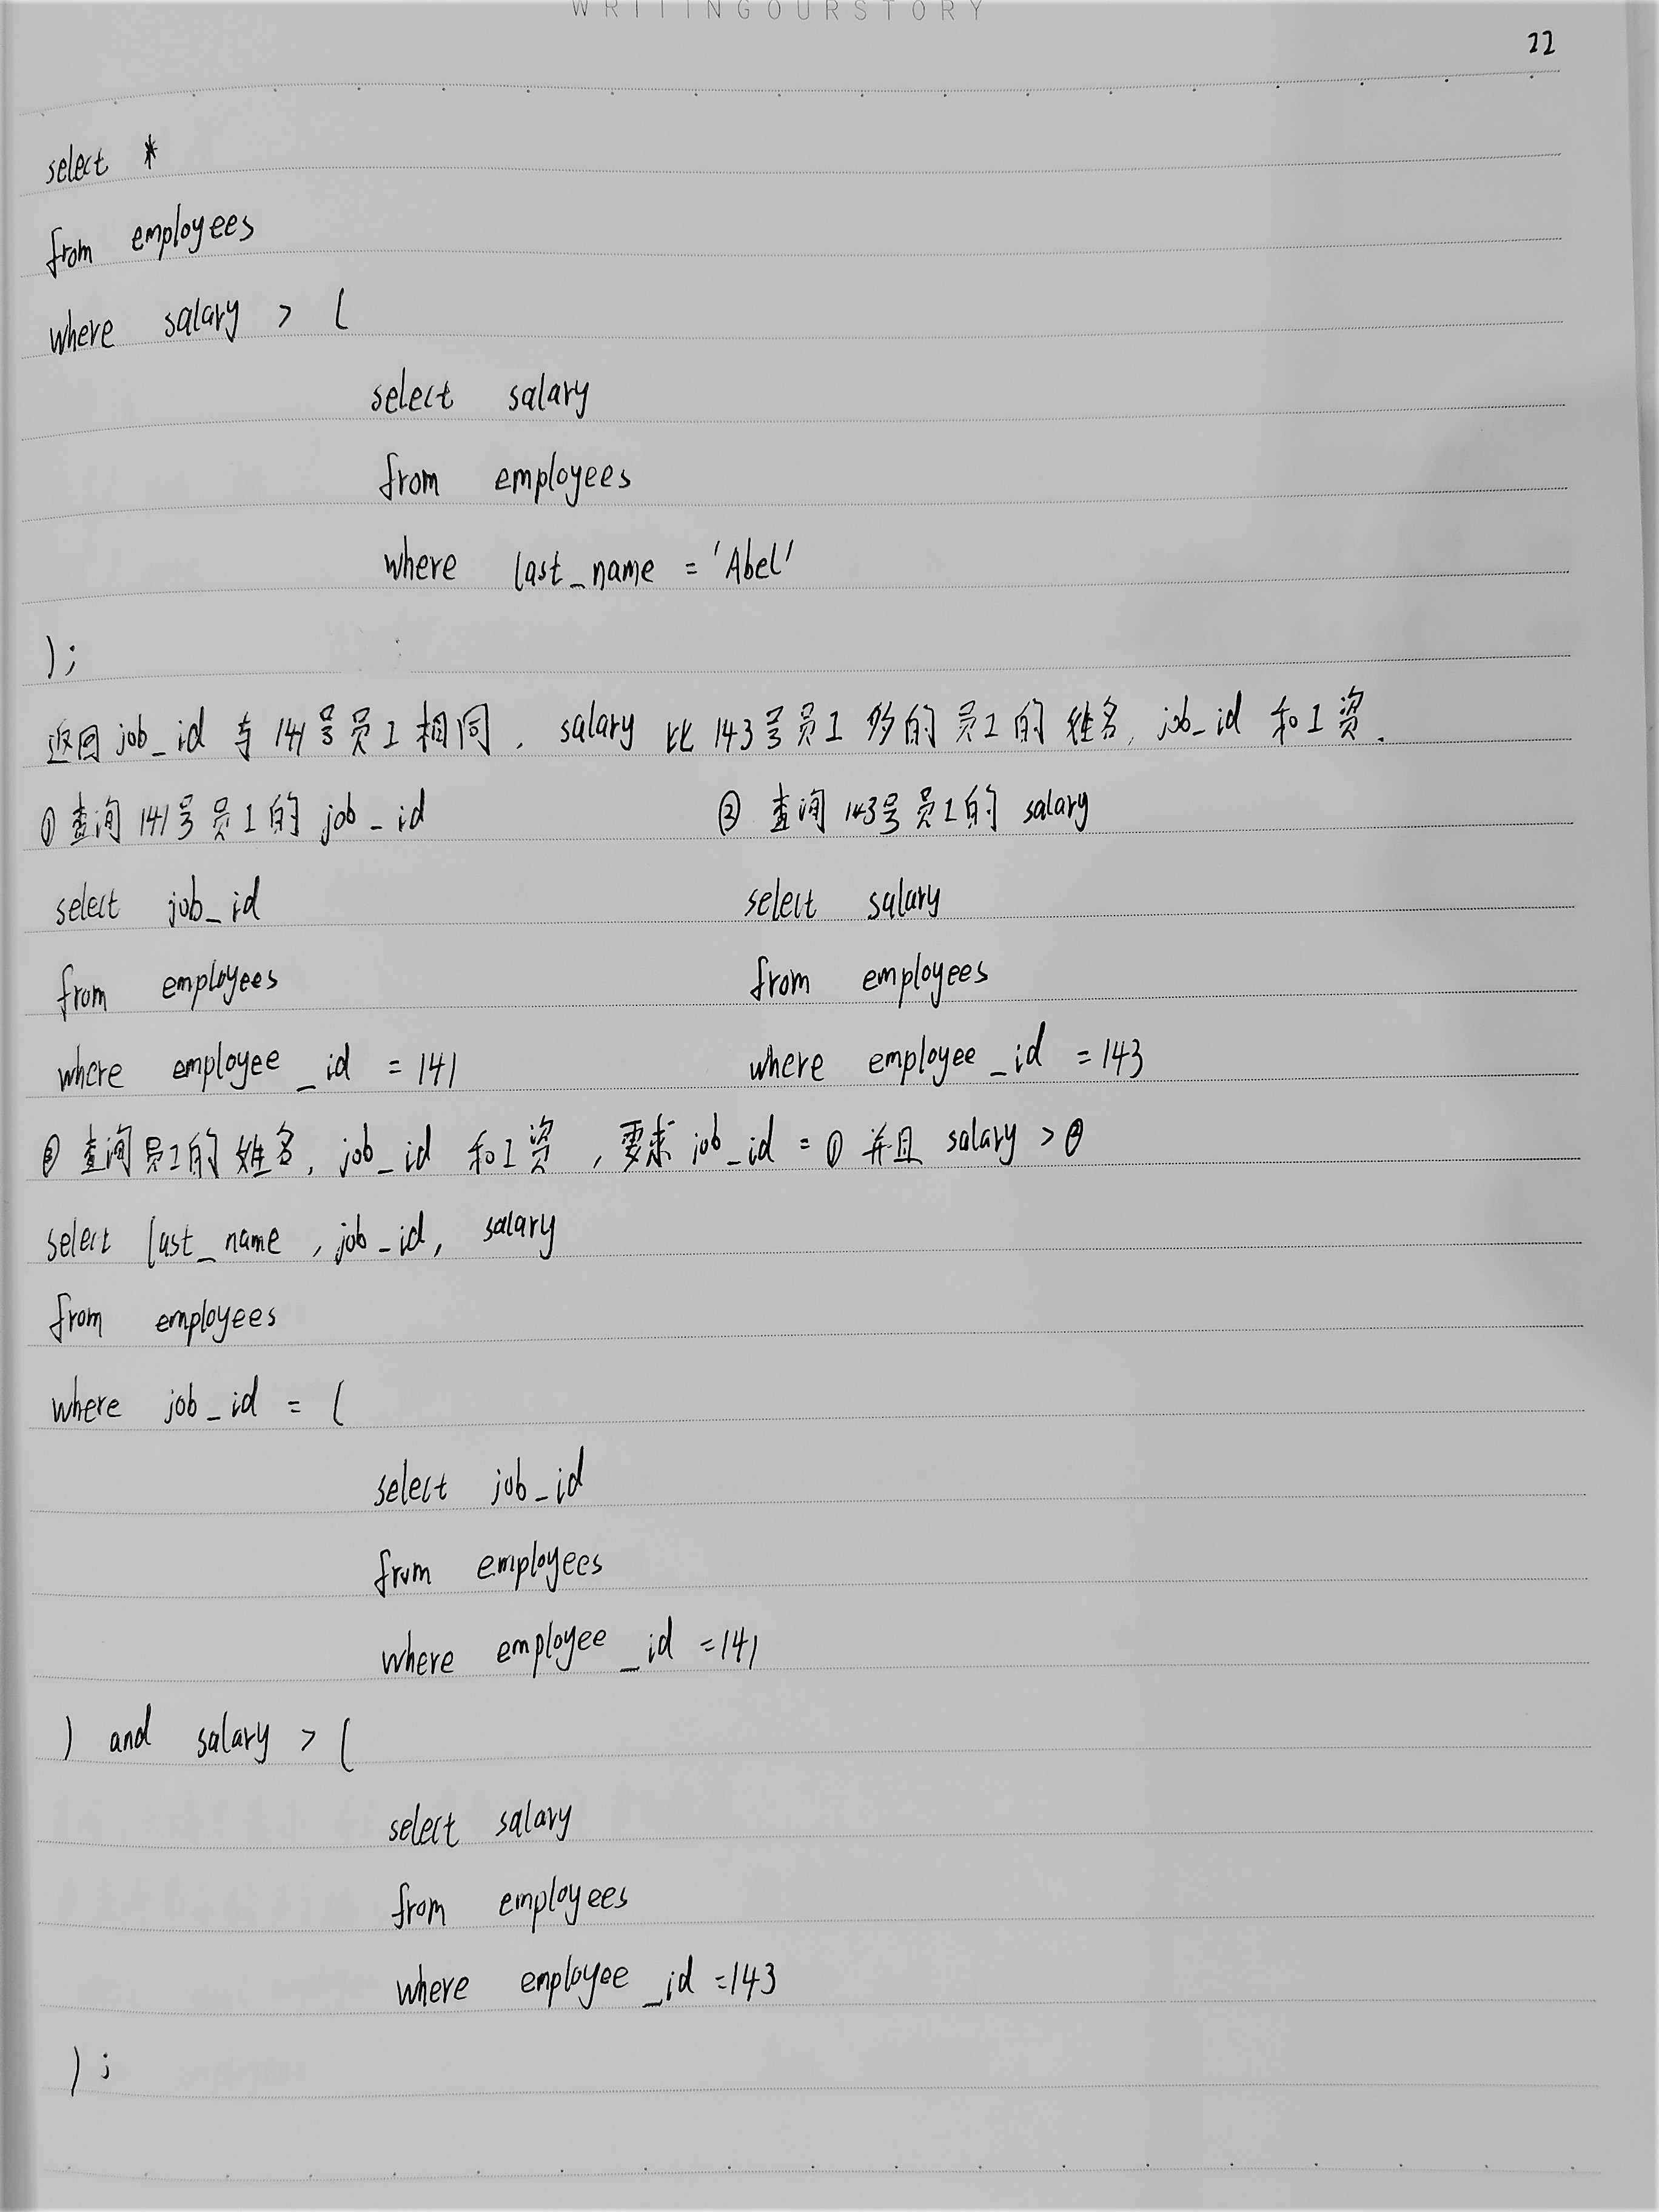 WRITINGOURSTORY
22
select *
from employees
where salary > (
select salary
from employees
where last_name = 'Abel'
);
返回 job_id 与 141号员工相同, salary 比 143号员工多的员工的姓名, job_id 和工资.
① 查询 141号员工的 job_id ② 查询 143号员工的 salary
select job_id select salary
from employees from employees
where employee_id = 141 where employee_id = 143
③ 查询员工的姓名, job_id 和工资, 要求 job_id = ① 并且 salary > ②
select last_name, job_id, salary
from employees
where job_id = (
select job_id
from employees
where employee_id = 141
) and salary > (
select salary
from employees
where employee_id = 143
);